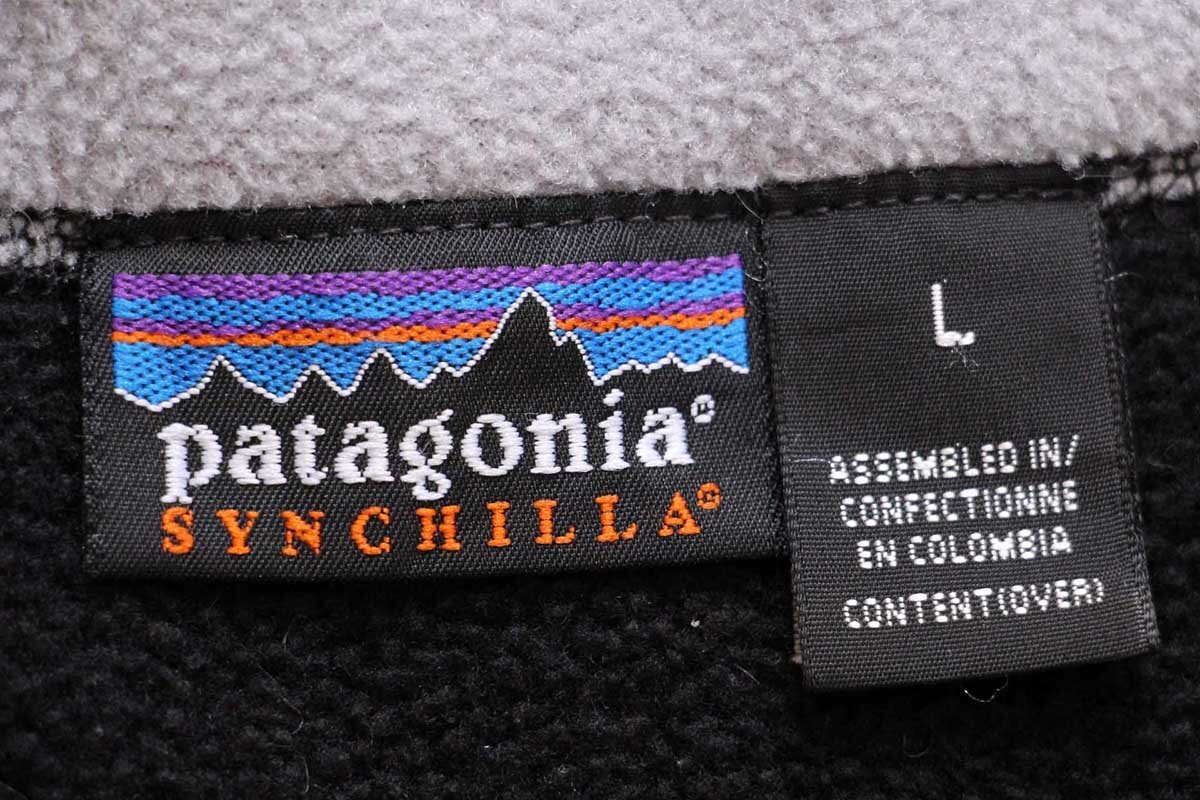 patagonia®
SYNCHILLA®
L
ASSEMBLED IN/
CONFECTIONNE
EN COLOMBIA
CONTENT(OVER)